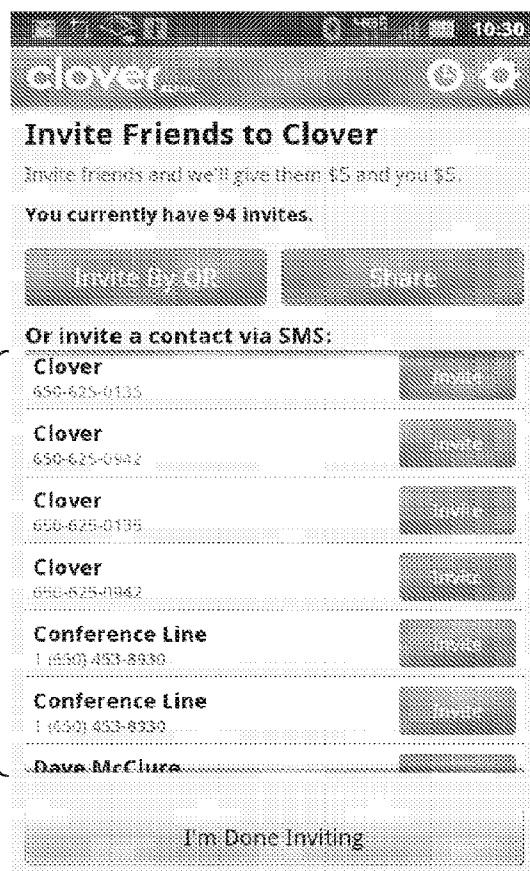 10:30
clover
Invite Friends to Clover
Invite friends and we'll give them $5 and you $5.
You currently have 94 invites.
Invite By QR Share
Or invite a contact via SMS:
Clover
650-625-0135
Invite
Clover
650-625-0942
Invite
Clover
650-625-0135
Invite
Clover
650-625-0942
Invite
Conference Line
1 (650) 453-8930
Invite
Conference Line
1 (650) 453-8930
Invite
Dave McClure
I'm Done Inviting